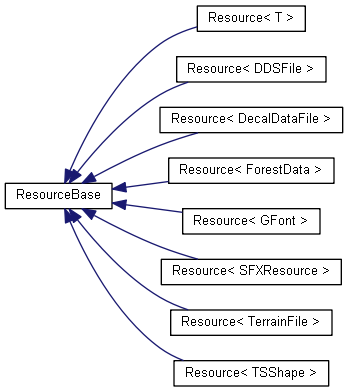 Resource< T >
Resource< DDSFile >
Resource< DecalDataFile >
Resource< ForestData >
ResourceBase
Resource< GFont >
Resource< SFXResource >
Resource< TerrainFile >
Resource< TSShape >